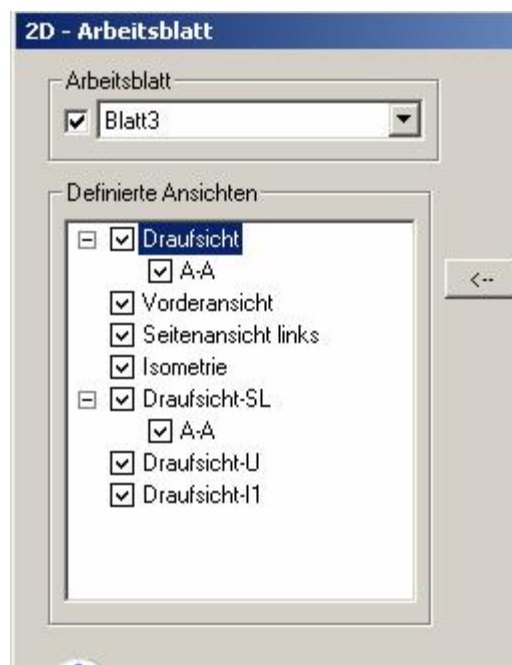 2D - Arbeitsblatt
Arbeitsblatt
Blatt3
Definierte Ansichten
Draufsicht
A-A
Vorderansicht
Seitenansicht links
Isometrie
Draufsicht-SL
A-A
Draufsicht-U
Draufsicht-I1
<--